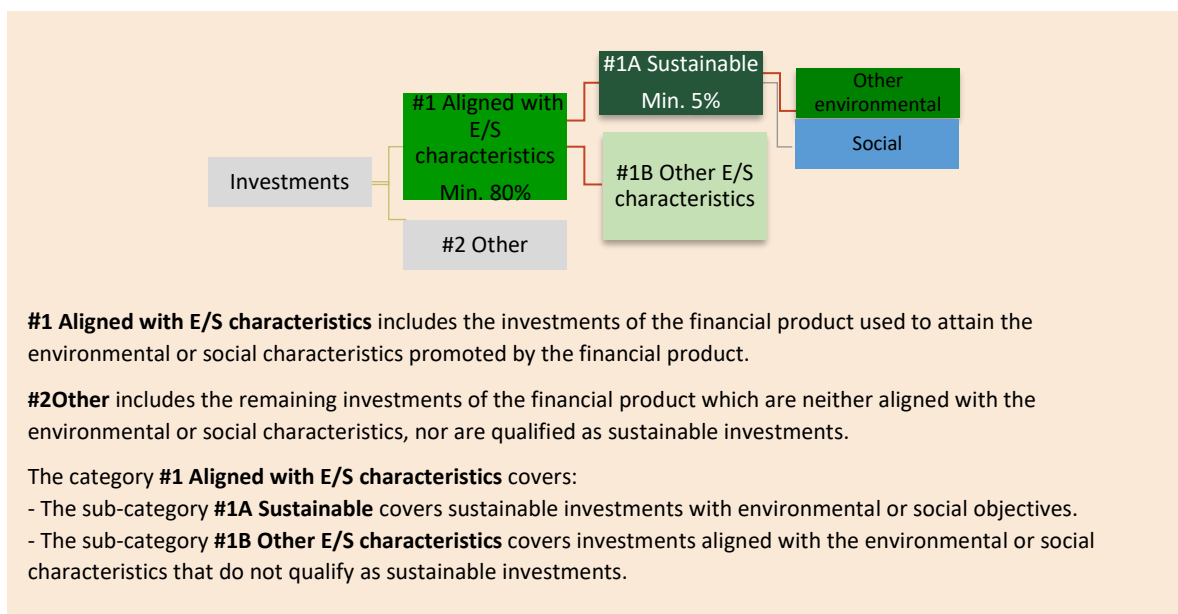 #1A Sustainable
Min. 5%
Other
environmental
Social
#1 Aligned with
E/S
characteristics
Min. 80%
#1B Other E/S
characteristics
Investments
#2 Other
#1 Aligned with E/S characteristics includes the investments of the financial product used to attain the
environmental or social characteristics promoted by the financial product.
#2Other includes the remaining investments of the financial product which are neither aligned with the
environmental or social characteristics, nor are qualified as sustainable investments.
The category #1 Aligned with E/S characteristics covers:
- The sub-category #1A Sustainable covers sustainable investments with environmental or social objectives.
- The sub-category #1B Other E/S characteristics covers investments aligned with the environmental or social
characteristics that do not qualify as sustainable investments.